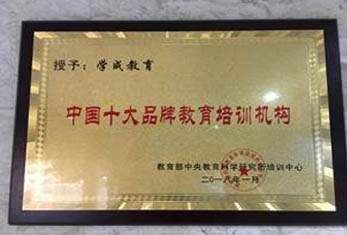 授予：学成教育
中国十大品牌教育培训机构
教育部中央教育科学研究所培训中心
二〇一八年一月